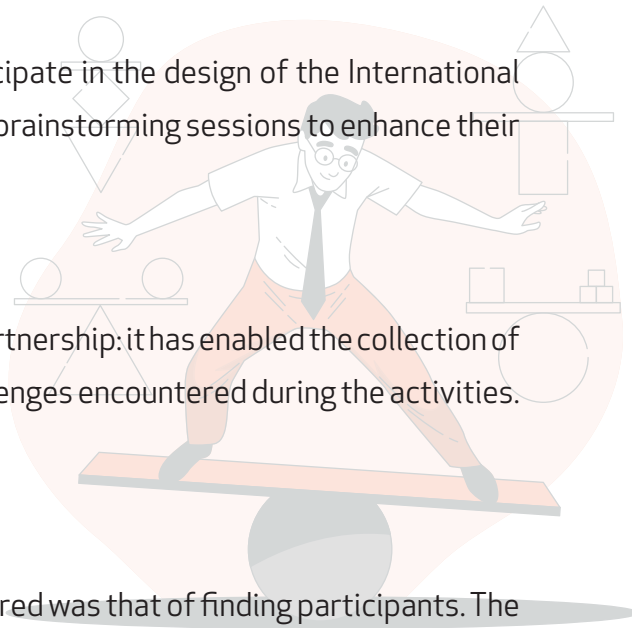 cipate in the design of the International
brainstorming sessions to enhance their
rtnership: it has enabled the collection of
enges encountered during the activities.
red was that of finding participants. The